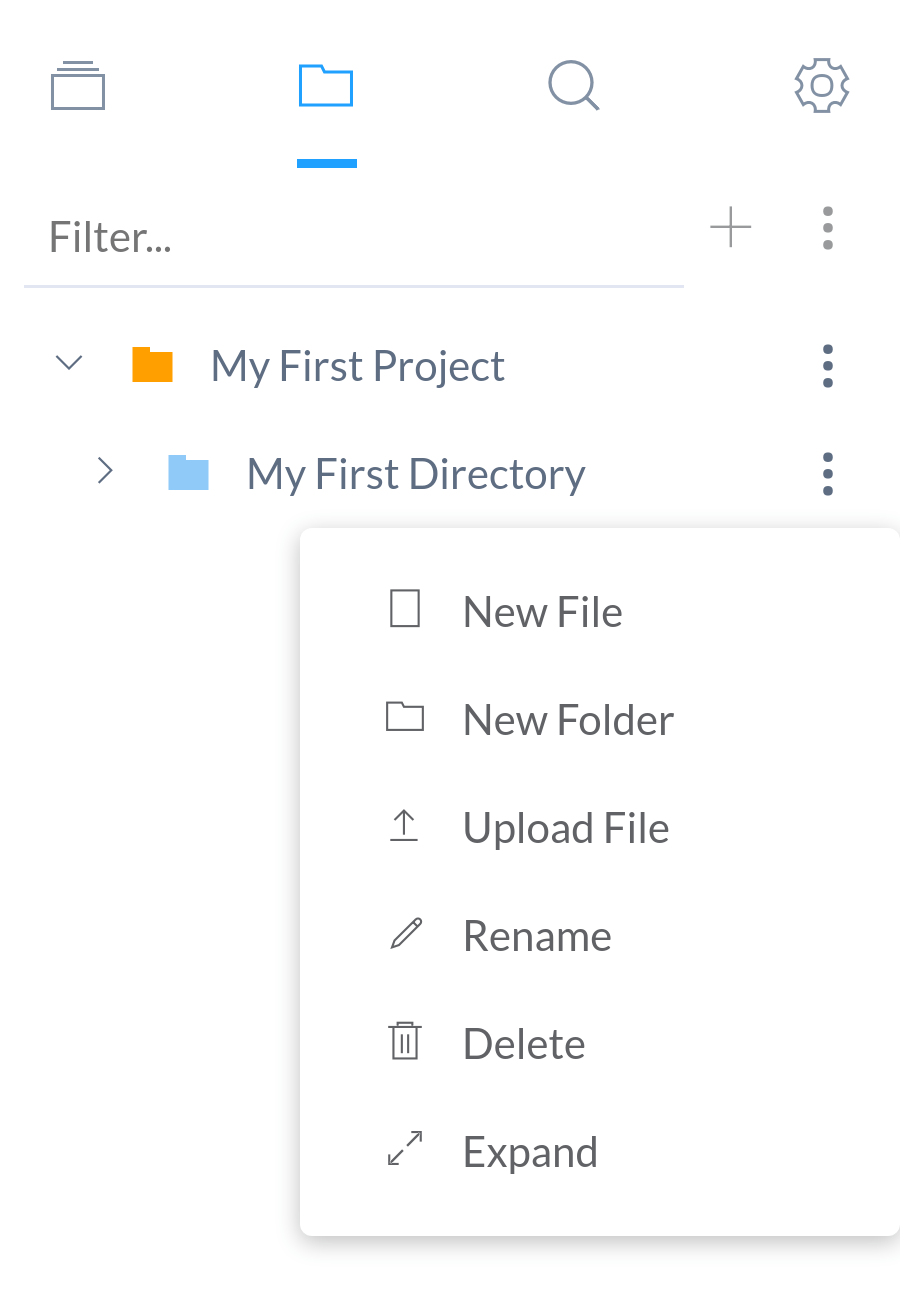 Filter...
My First Project
My First Directory
New File
New Folder
Upload File
Rename
Delete
Expand